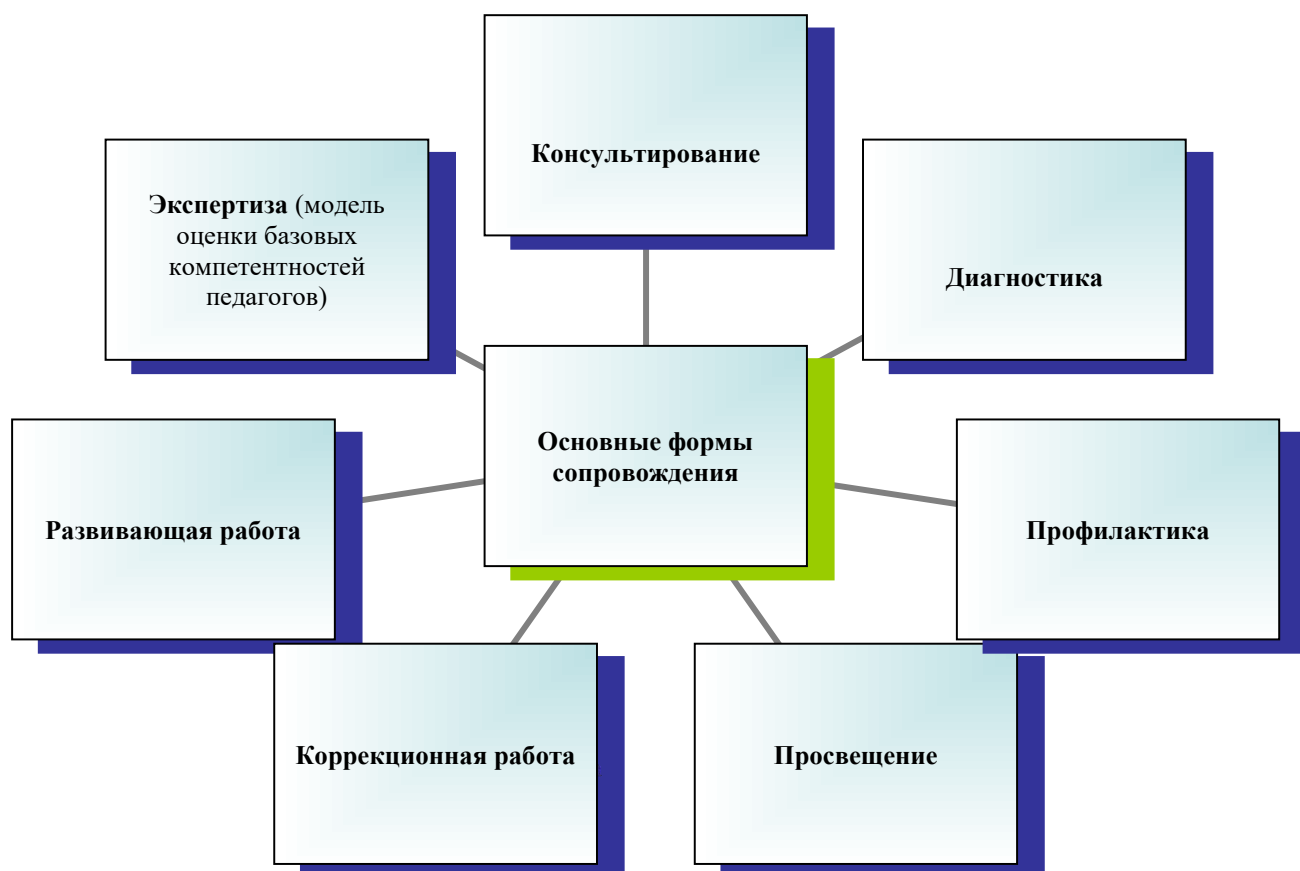 Консультирование
Экспертиза (модель
оценки базовых
компетентностей
педагогов)
Диагностика
Основные формы
сопровождения
Развивающая работа
Профилактика
Коррекционная работа
Просвещение